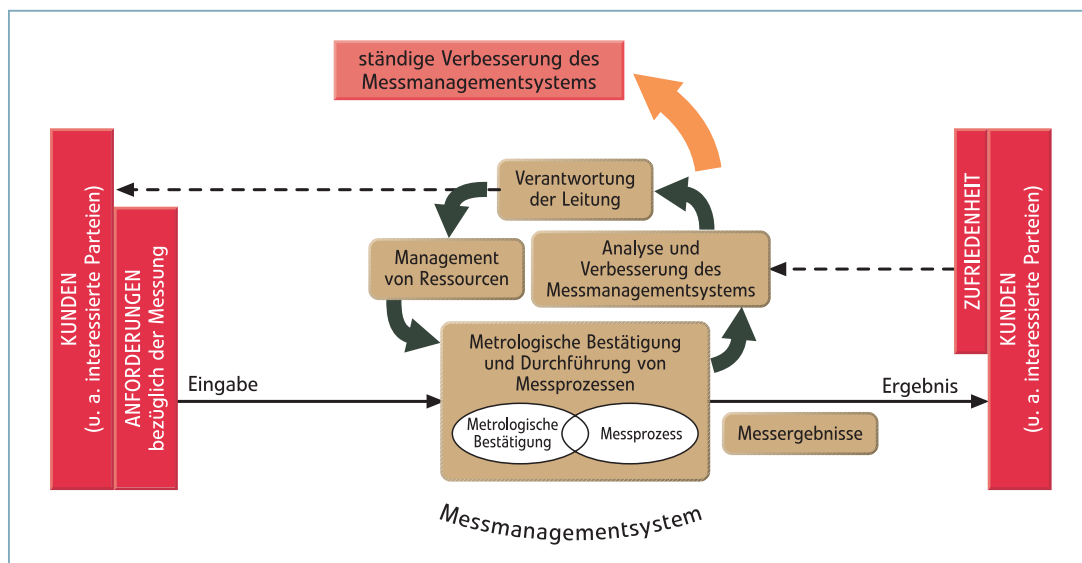 ständige Verbesserung des
Messmanagementsystems
KUNDEN
(u. a. interessierte Parteien)
ANFORDERUNGEN
bezüglich der Messung
Verantwortung
der Leitung
Management
von Ressourcen
Analyse und
Verbesserung des
Messmanagementsystems
ZUFRIEDENHEIT
KUNDEN
(u. a. interessierte Parteien)
Eingabe
Metrologische Bestätigung
und Durchführung von
Messprozessen
Metrologische
Bestätigung
Messprozess
Ergebnis
Messergebnisse
Messmanagementsystem